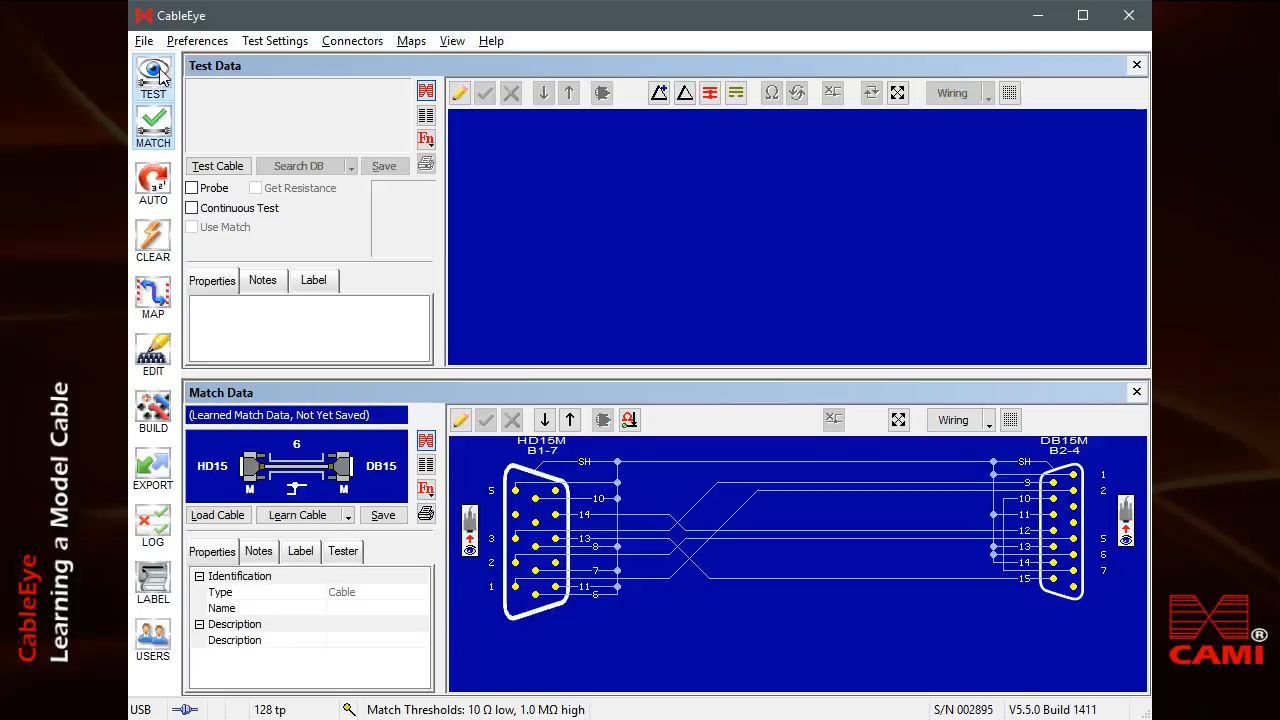 CableEye
File Preferences Test Settings Connectors Maps View Help
TEST
MATCH
AUTO
CLEAR
MAP
EDIT
BUILD
EXPORT
LOG
LABEL
USERS
Test Data
Wiring
Fn
Test Cable Search DB Save
Probe Get Resistance
Continuous Test
Use Match
Properties Notes Label
Match Data
(Learned Match Data, Not Yet Saved)
6
HD15 DB15
M M
Fn
Load Cable Learn Cable Save
Properties Notes Label Tester
Identification
Type Cable
Name
Description
Description
Wiring
HD15M
B1-7
SH
5
10
14
3
13
8
2
7
1
11
6
DB15M
B2-4
SH
1
9
2
10
11
12
5
13
6
14
7
15
USB 128 tp Match Thresholds: 10 Ω low, 1.0 MΩ high S/N 002895 V5.5.0 Build 1411
CableEye
Learning a Model Cable
CAMI®